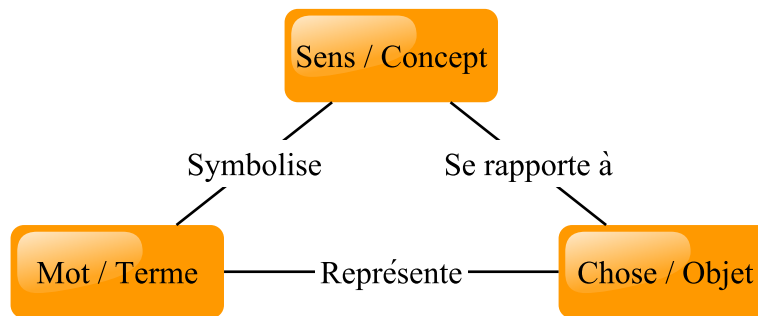 Sens / Concept
Symbolise
Se rapporte à
Mot / Terme
Représente
Chose / Objet